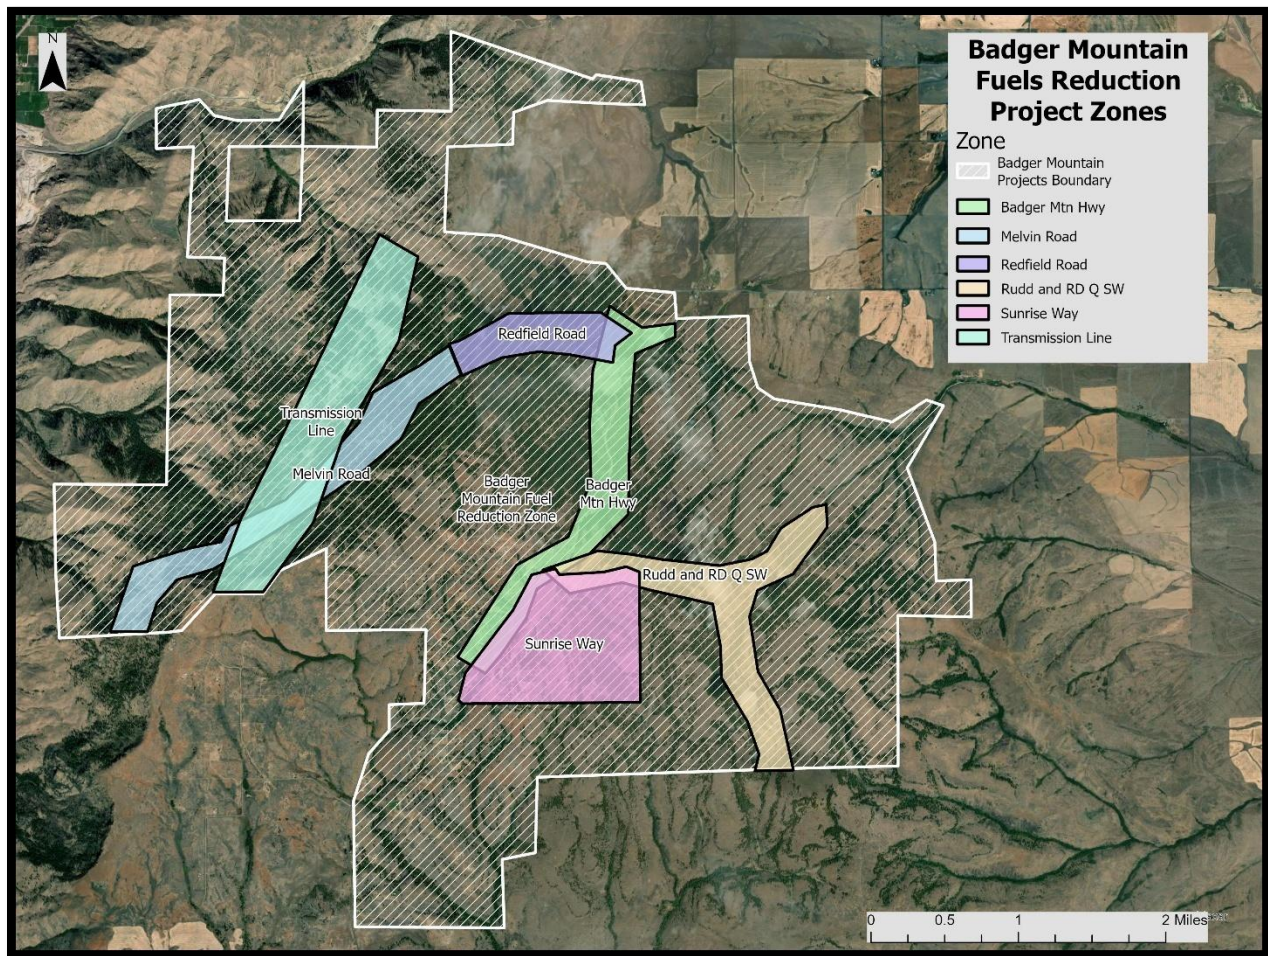 N
Badger Mountain
Fuels Reduction
Project Zones
Zone
Badger Mountain
Projects Boundary
Badger Mtn Hwy
Melvin Road
Redfield Road
Rudd and RD Q SW
Sunrise Way
Transmission Line
Redfield Road
Transmission
Line
Melvin Road
Badger
Mountain Fuel
Reduction Zone
Badger
Mtn Hwy
Rudd and RD Q SW
Sunrise Way
0 0.5 1 2 Miles